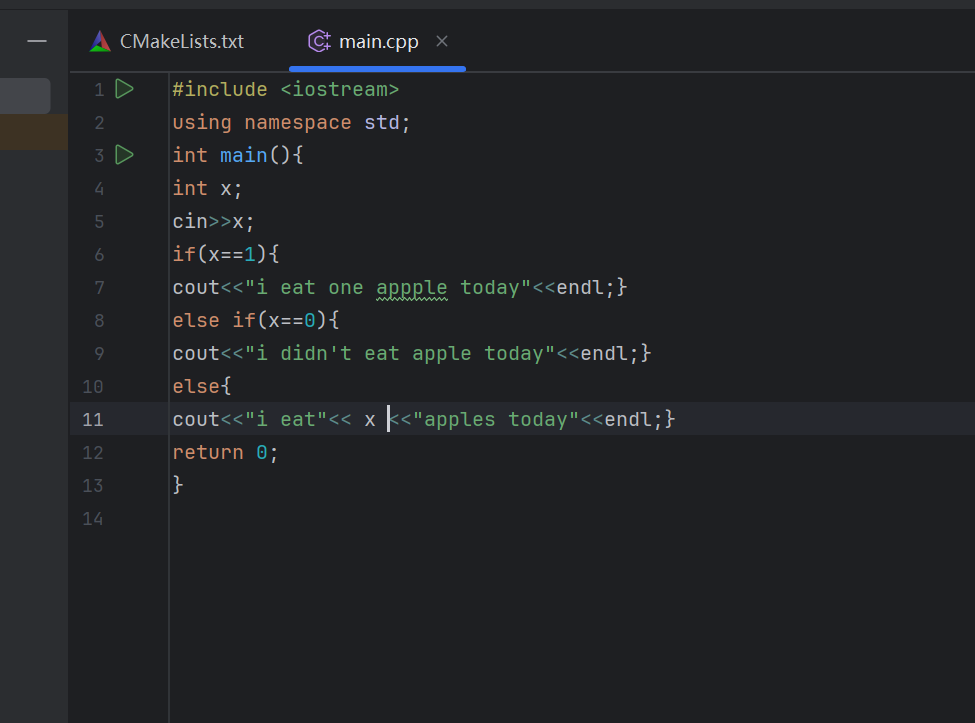 CMakeLists.txt
main.cpp
1 #include <iostream>
2 using namespace std;
3 int main(){
4 int x;
5 cin>>x;
6 if(x==1){
7 cout<<"i eat one appple today"<<endl;}
8 else if(x==0){
9 cout<<"i didn't eat apple today"<<endl;}
10 else{
11 cout<<"i eat"<< x <<"apples today"<<endl;}
12 return 0;
13 }
14